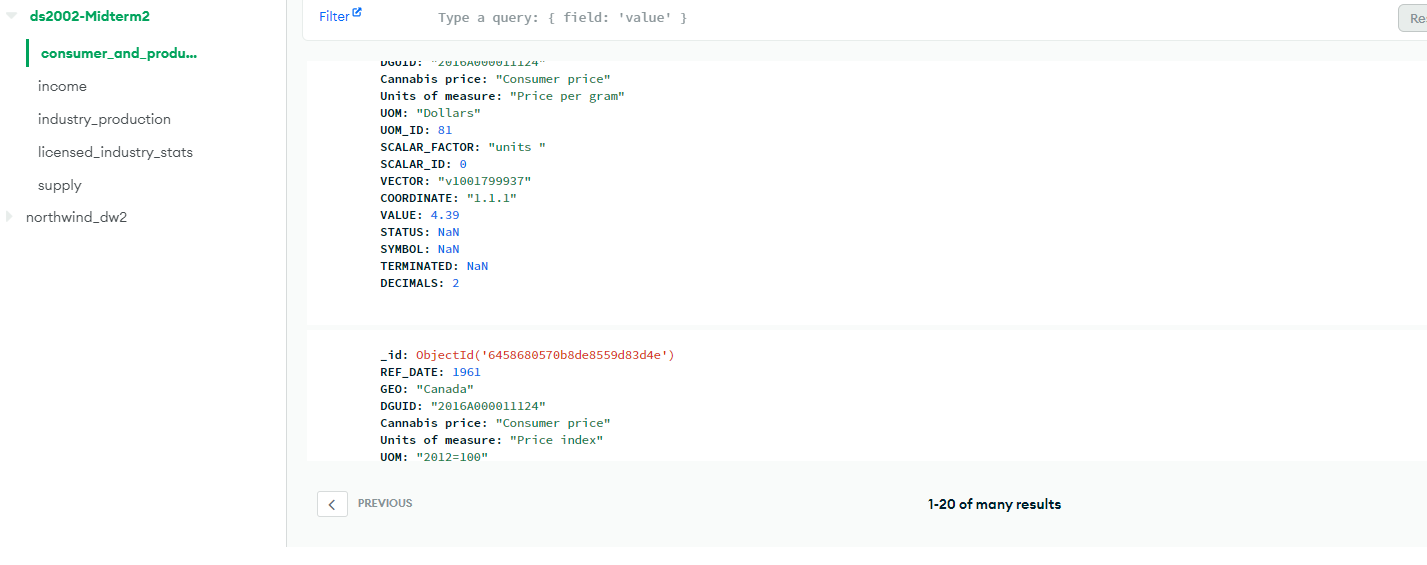 ds2002-Midterm2
consumer_and_produ...
income
industry_production
licensed_industry_stats
supply
northwind_dw2
Filter
Type a query: { field: 'value' }
Re
DGUID: "2016A000011124"
Cannabis price: "Consumer price"
Units of measure: "Price per gram"
UOM: "Dollars"
UOM_ID: 81
SCALAR_FACTOR: "units "
SCALAR_ID: 0
VECTOR: "v1001799937"
COORDINATE: "1.1.1"
VALUE: 4.39
STATUS: NaN
SYMBOL: NaN
TERMINATED: NaN
DECIMALS: 2
_id: ObjectId('6458680570b8de8559d83d4e')
REF_DATE: 1961
GEO: "Canada"
DGUID: "2016A000011124"
Cannabis price: "Consumer price"
Units of measure: "Price index"
UOM: "2012=100"
PREVIOUS
1-20 of many results